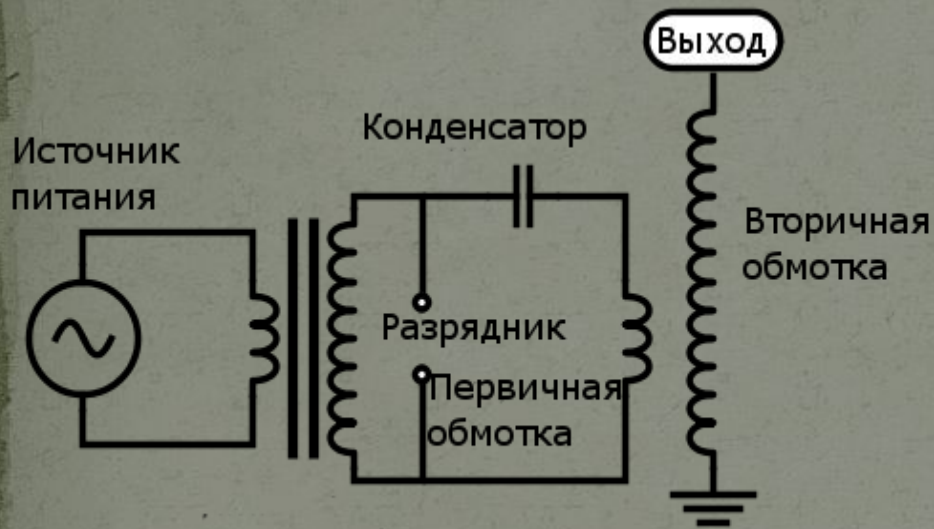 Выход
Конденсатор
Источник
питания
Вторичная
обмотка
Разрядник
Первичная
обмотка